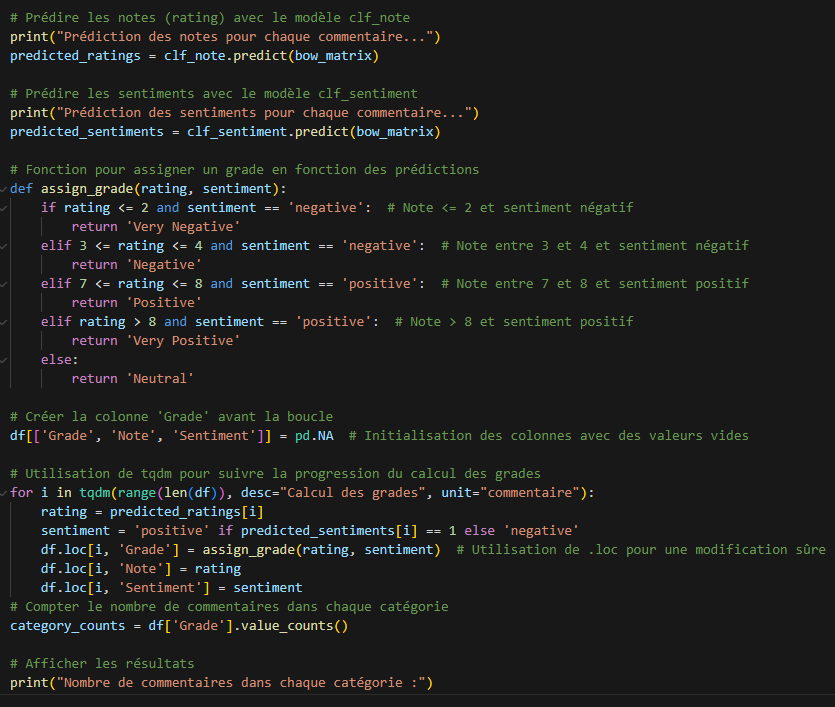 # Prédire les notes (rating) avec le modèle clf_note
print("Prédiction des notes pour chaque commentaire...")
predicted_ratings = clf_note.predict(bow_matrix)

# Prédire les sentiments avec le modèle clf_sentiment
print("Prédiction des sentiments pour chaque commentaire...")
predicted_sentiments = clf_sentiment.predict(bow_matrix)

# Fonction pour assigner un grade en fonction des prédictions
def assign_grade(rating, sentiment):
    if rating <= 2 and sentiment == 'negative':  # Note <= 2 et sentiment négatif
        return 'Very Negative'
    elif 3 <= rating <= 4 and sentiment == 'negative':  # Note entre 3 et 4 et sentiment négatif
        return 'Negative'
    elif 7 <= rating <= 8 and sentiment == 'positive':  # Note entre 7 et 8 et sentiment positif
        return 'Positive'
    elif rating > 8 and sentiment == 'positive':  # Note > 8 et sentiment positif
        return 'Very Positive'
    else:
        return 'Neutral'

# Créer la colonne 'Grade' avant la boucle
df[['Grade', 'Note', 'Sentiment']] = pd.NA  # Initialisation des colonnes avec des valeurs vides

# Utilisation de tqdm pour suivre la progression du calcul des grades
for i in tqdm(range(len(df)), desc="Calcul des grades", unit="commentaire"):
    rating = predicted_ratings[i]
    sentiment = 'positive' if predicted_sentiments[i] == 1 else 'negative'
    df.loc[i, 'Grade'] = assign_grade(rating, sentiment)  # Utilisation de .loc pour une modification sûre
    df.loc[i, 'Note'] = rating
    df.loc[i, 'Sentiment'] = sentiment
# Compter le nombre de commentaires dans chaque catégorie
category_counts = df['Grade'].value_counts()

# Afficher les résultats
print("Nombre de commentaires dans chaque catégorie :")